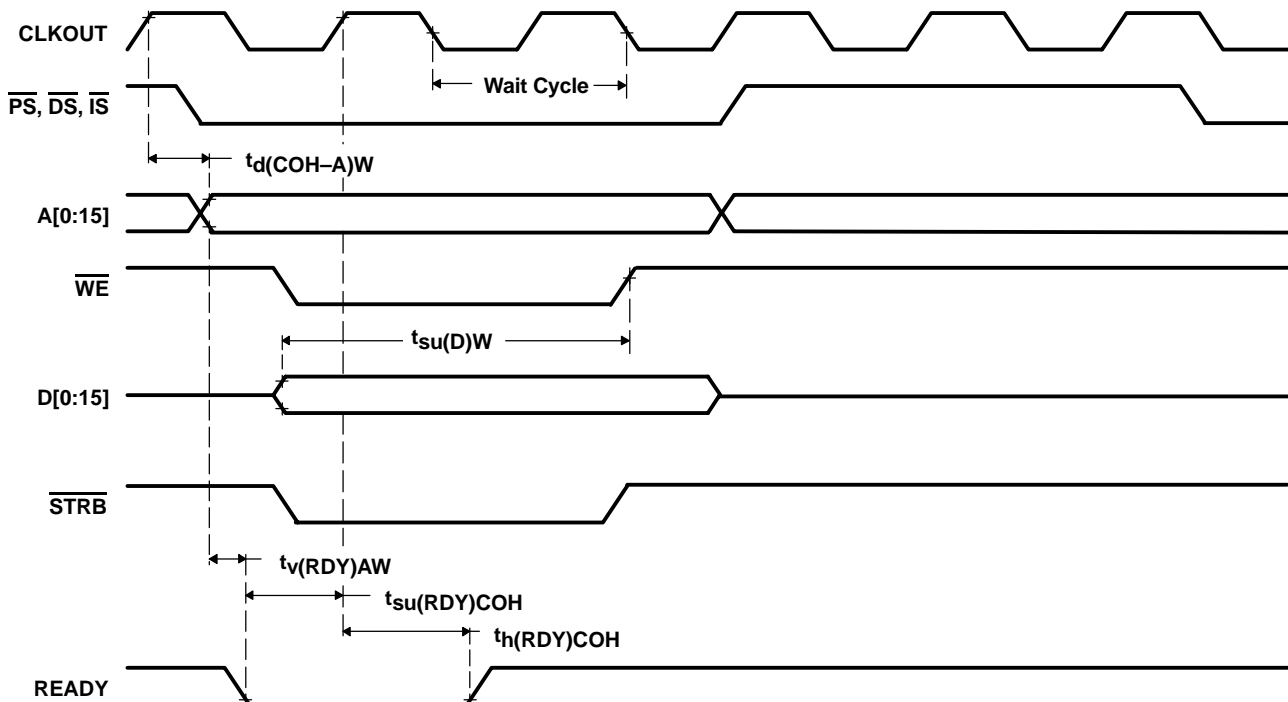 CLKOUT
Wait Cycle
PS, DS, IS
td(COH–A)W
A[0:15]
WE
tsu(D)W
D[0:15]
STRB
tv(RDY)AW
tsu(RDY)COH
th(RDY)COH
READY